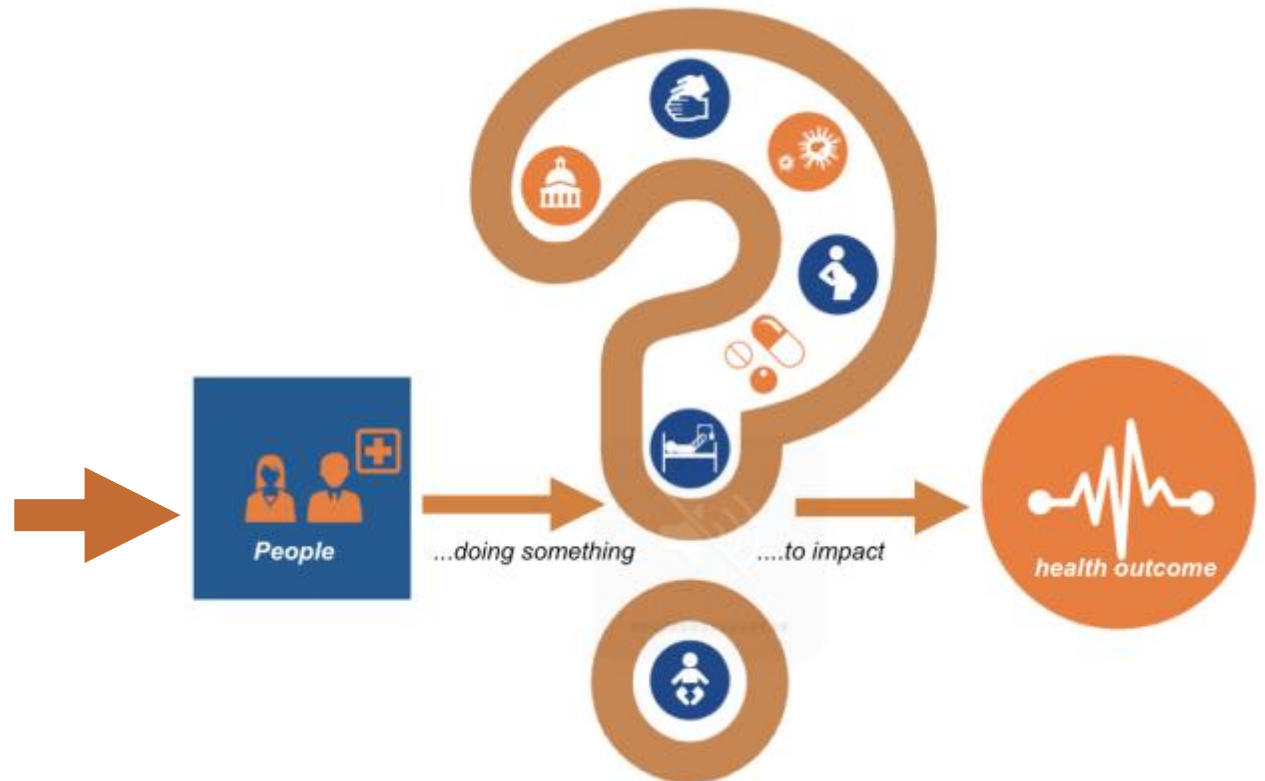 People
...doing something
....to impact
health outcome